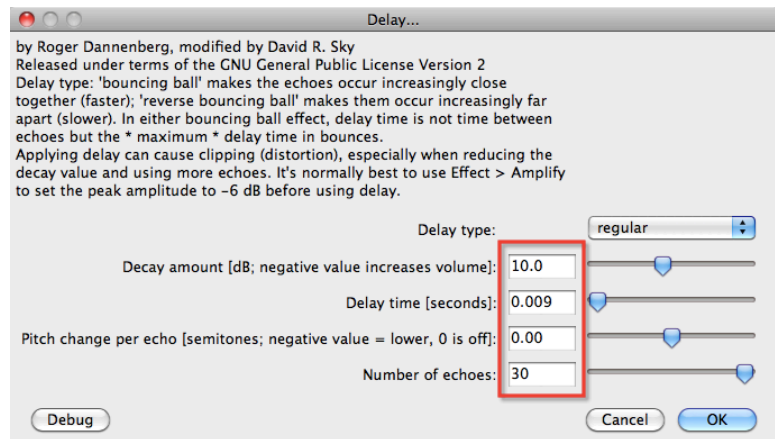 Delay...
by Roger Dannenberg, modified by David R. Sky
Released under terms of the GNU General Public License Version 2
Delay type: 'bouncing ball' makes the echoes occur increasingly close
together (faster); 'reverse bouncing ball' makes them occur increasingly far
apart (slower). In either bouncing ball effect, delay time is not time between
echoes but the * maximum * delay time in bounces.
Applying delay can cause clipping (distortion), especially when reducing the
decay value and using more echoes. It's normally best to use Effect > Amplify
to set the peak amplitude to -6 dB before using delay.
Delay type: regular
Decay amount [dB; negative value increases volume]: 10.0
Delay time [seconds]: 0.009
Pitch change per echo [semitones; negative value = lower, 0 is off]: 0.00
Number of echoes: 30
Debug Cancel OK